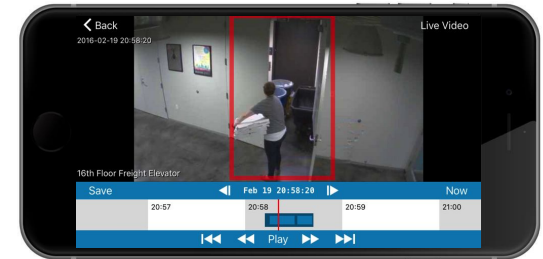 Back
Live Video
2016-02-19 20:58:20
16th Floor Freight Elevator
Save
Feb 19 20:58:20
Now
20:57
20:58
20:59
21:00
Play